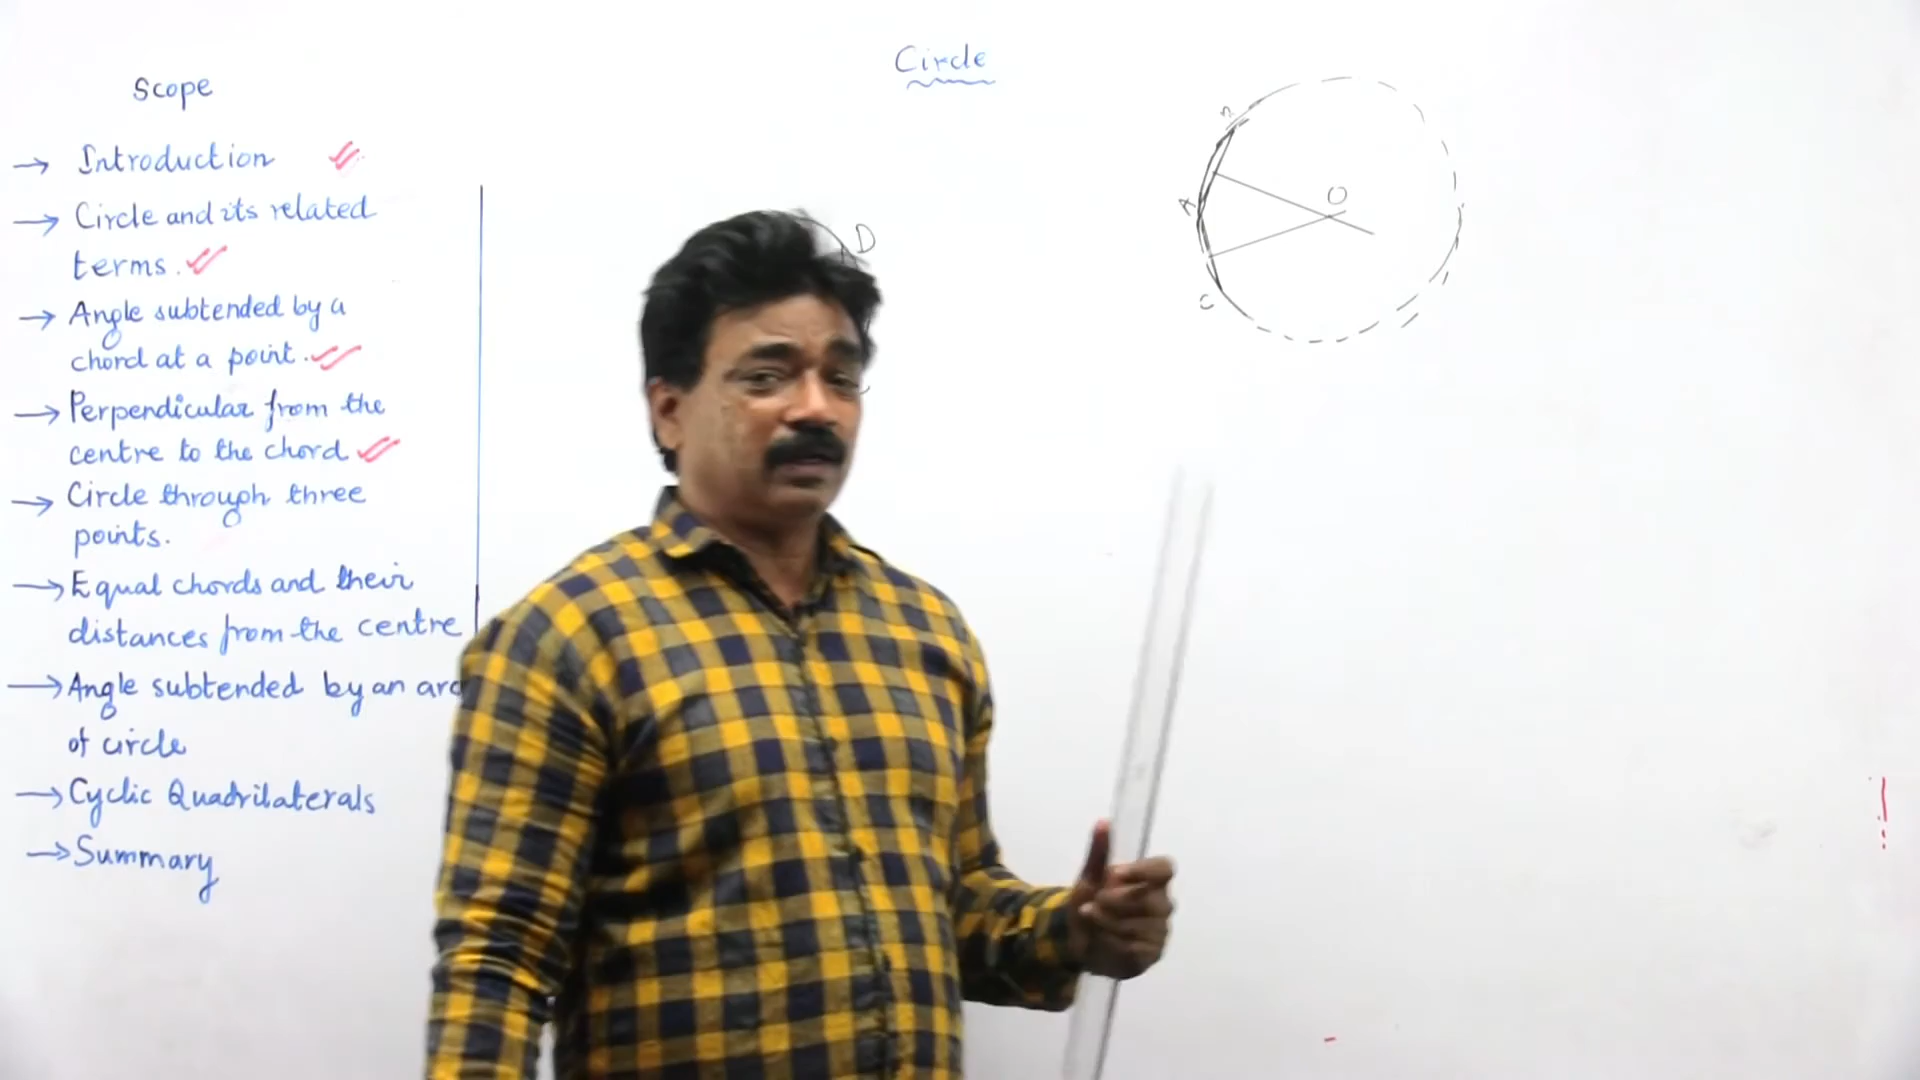 Circle
Scope
→ Introduction
→ Circle and its related
terms.
→ Angle subtended by a
chord at a point.
→ Perpendicular from the
centre to the chord
→ Circle through three
points.
→ Equal chords and their
distances from the centre
→ Angle subtended by an arc
of circle
→ Cyclic Quadrilaterals
→ Summary
D
A
O
C